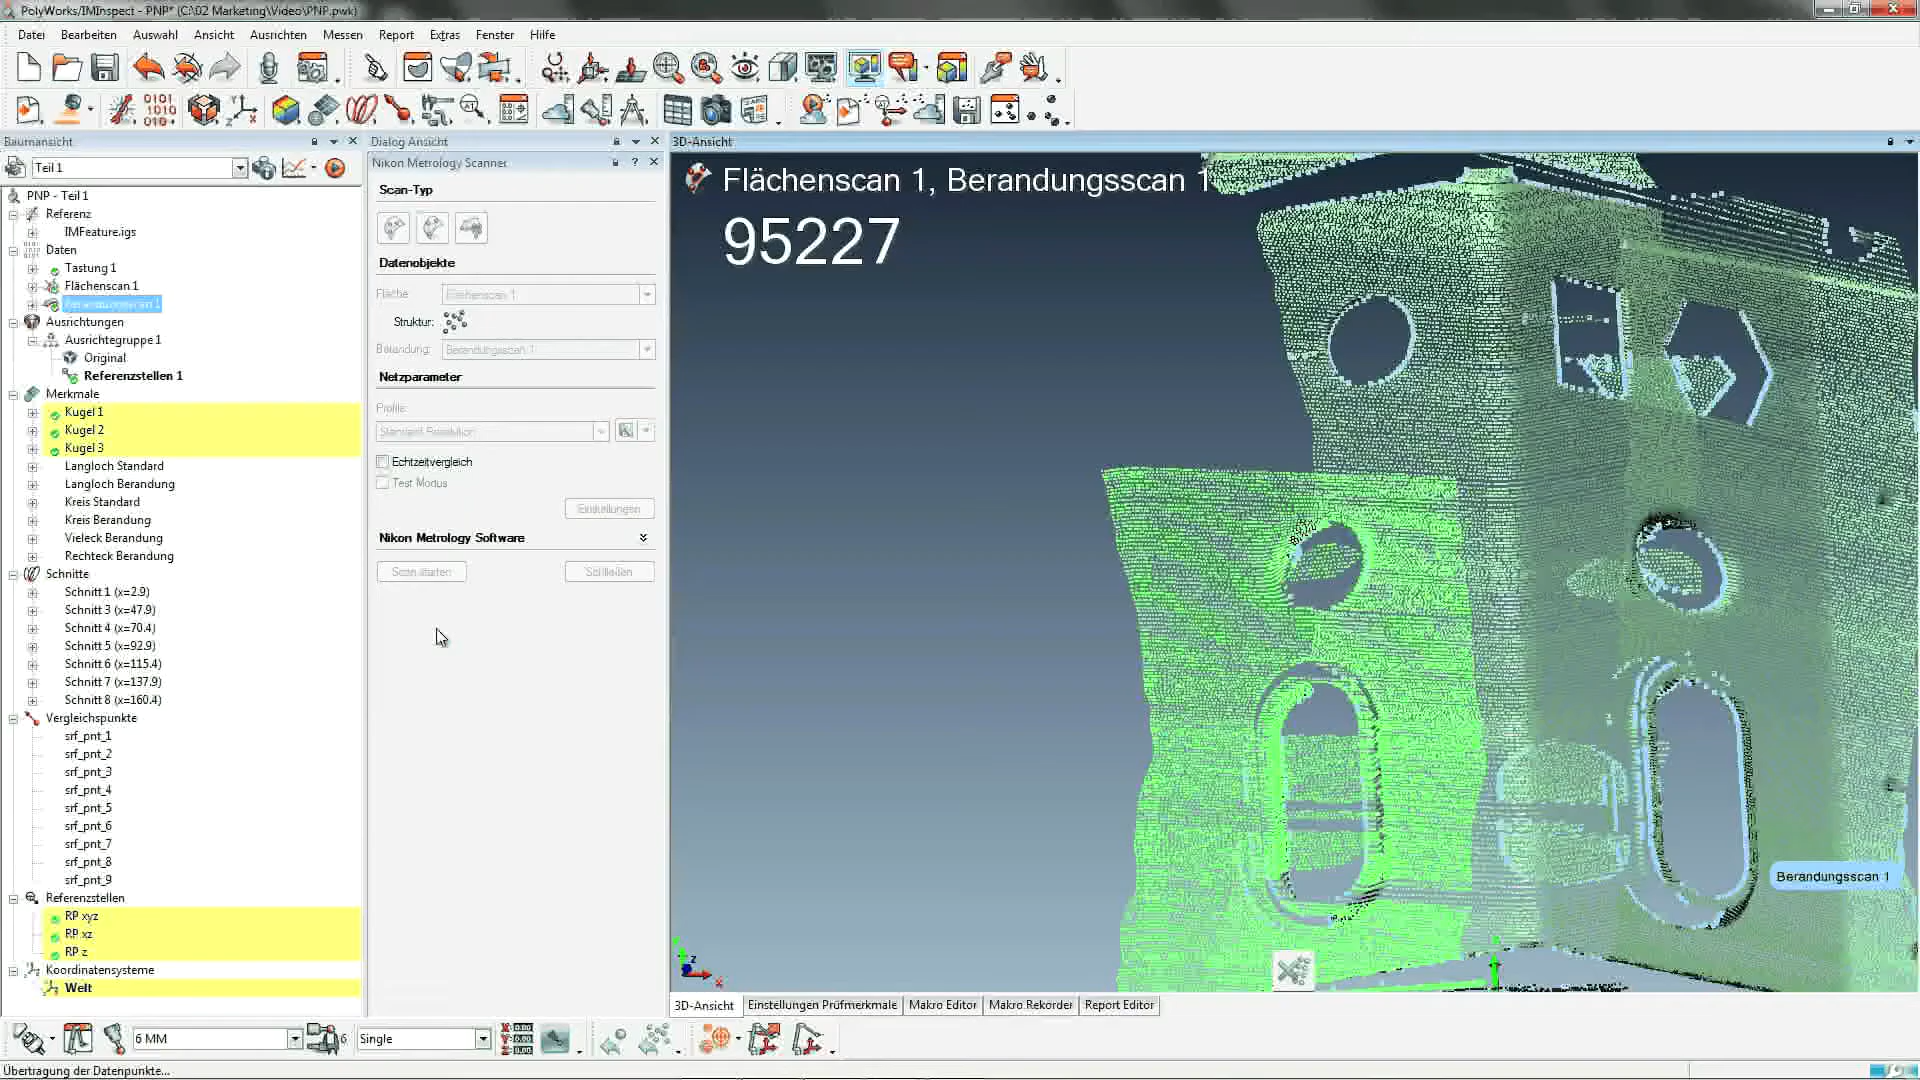 PolyWorks/IMInspect - PNP* (C:\02 Marketing\Video\PNP.pwk)
Datei Bearbeiten Auswahl Ansicht Ausrichten Messen Report Extras Fenster Hilfe
Baumansicht
Teil 1
PNP - Teil 1
Referenz
IMFeature.igs
Daten
Tastung 1
Flächenscan 1
Berandungsscan 1
Ausrichtungen
Ausrichtegruppe 1
Original
Referenzstellen 1
Merkmale
Kugel 1
Kugel 2
Kugel 3
Langloch Standard
Langloch Berandung
Kreis Standard
Kreis Berandung
Vieleck Berandung
Rechteck Berandung
Schnitte
Schnitt 1 (x=2.9)
Schnitt 3 (x=47.9)
Schnitt 4 (x=70.4)
Schnitt 5 (x=92.9)
Schnitt 6 (x=115.4)
Schnitt 7 (x=137.9)
Schnitt 8 (x=160.4)
Vergleichspunkte
srf_pnt_1
srf_pnt_2
srf_pnt_3
srf_pnt_4
srf_pnt_5
srf_pnt_6
srf_pnt_7
srf_pnt_8
srf_pnt_9
Referenzstellen
RP xyz
RP xz
RP z
Koordinatensysteme
Welt
Dialog Ansicht
Nikon Metrology Scanner
Scan-Typ
Datenobjekte
Fläche: Flächenscan 1
Struktur:
Berandung: Berandungsscan 1
Netzparameter
Profile:
Standard Resolution
Echtzeitvergleich
Test Modus
Einstellungen
Nikon Metrology Software
Scan starten Schließen
3D-Ansicht
Flächenscan 1, Berandungsscan 1
95227
Berandungsscan 1
z
x
3D-Ansicht Einstellungen Prüfmerkmale Makro Editor Makro Rekorder Report Editor
6 MM 6 Single
Übertragung der Datenpunkte...